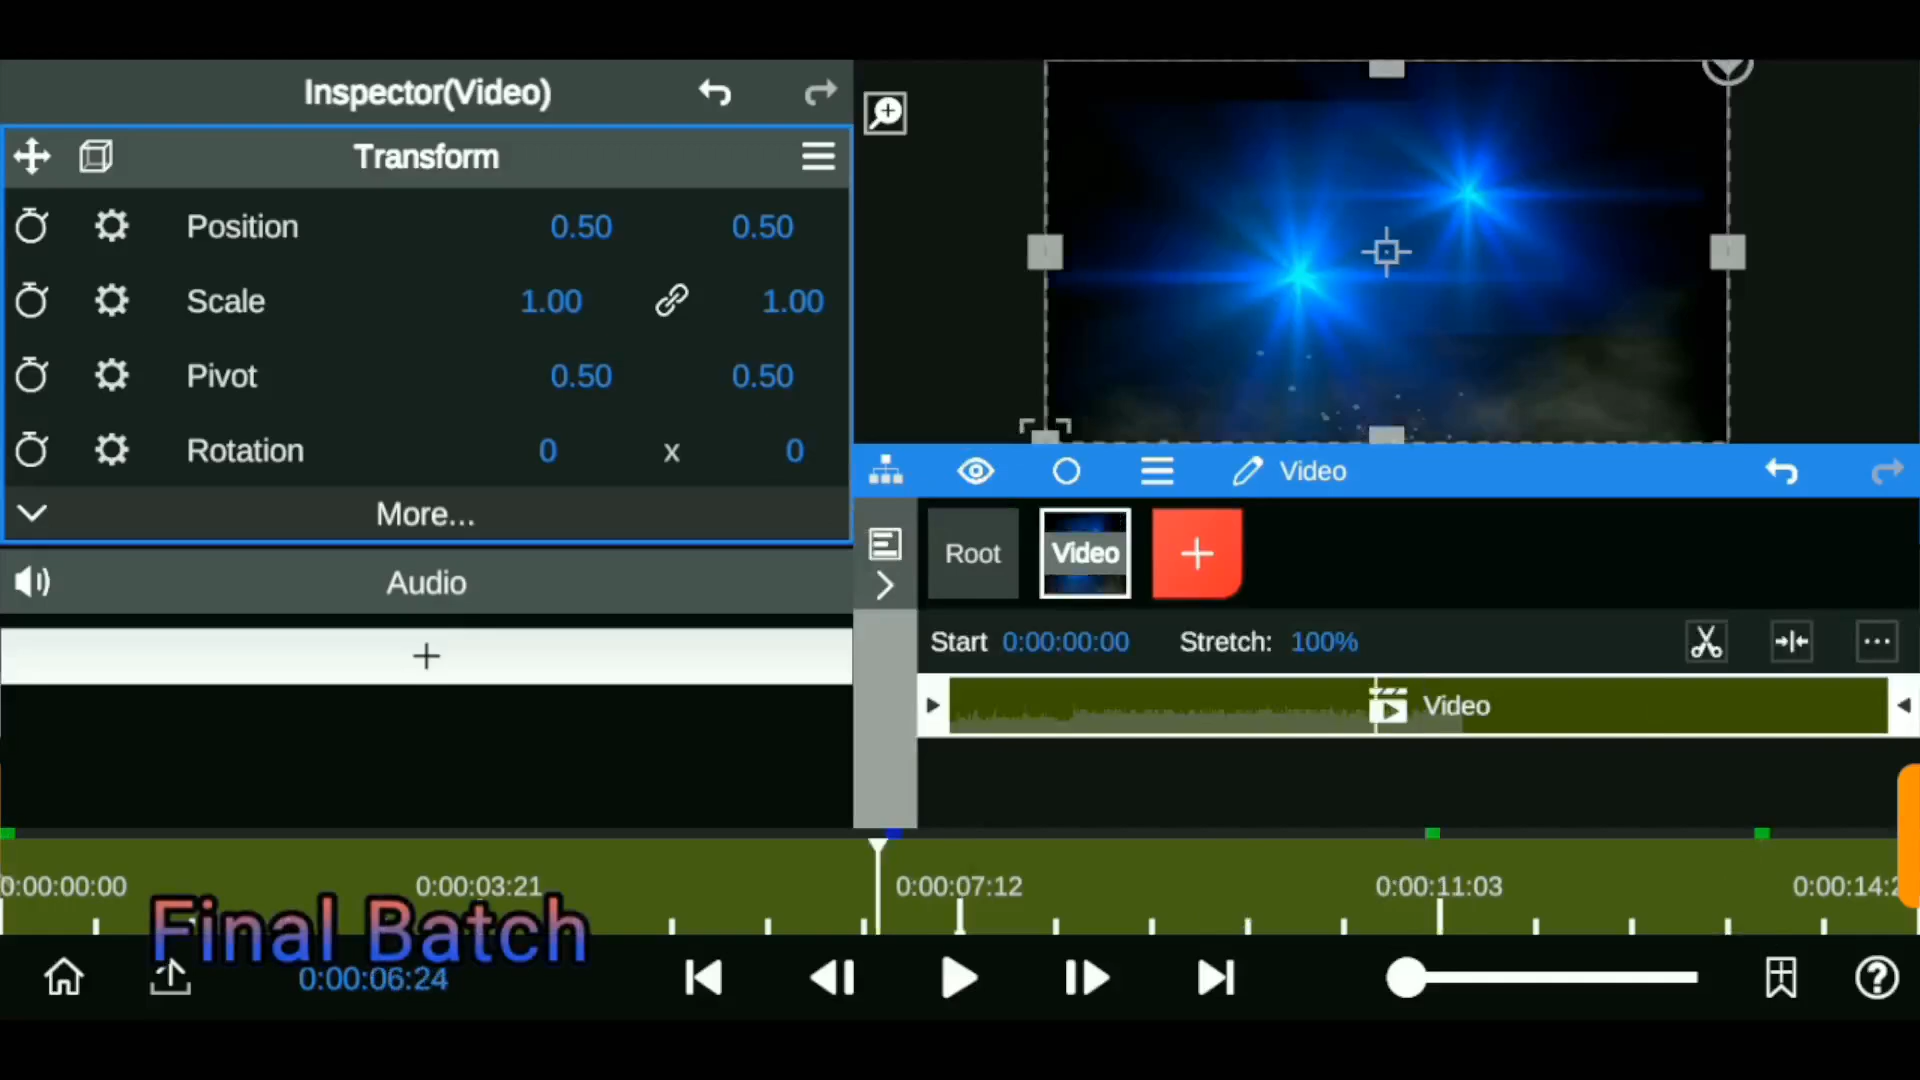 Inspector(Video)
Transform
Position 0.50 0.50
Scale 1.00 1.00
Pivot 0.50 0.50
Rotation 0 x 0
More...
Audio
Video
Root Video
Start 0:00:00:00 Stretch: 100%
Video
0:00:00:00 0:00:03:21 0:00:07:12 0:00:11:03 0:00:14:2
Final Batch
0:00:06:24